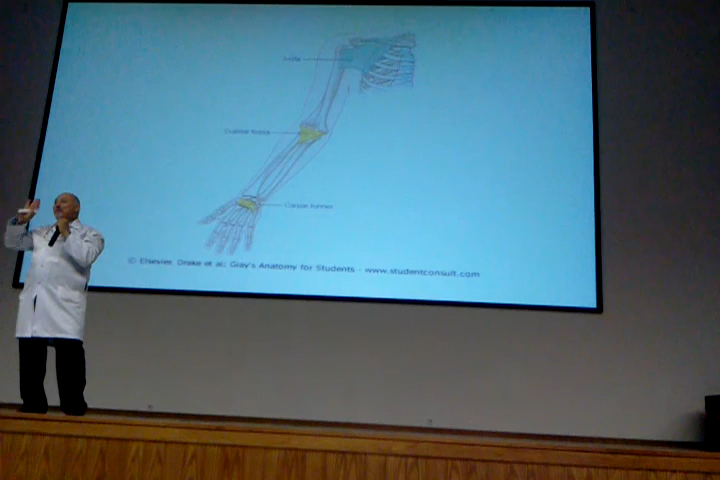 Axilla
Cubital fossa
Carpal tunnel
© Elsevier. Drake et al: Gray's Anatomy for Students - www.studentconsult.com